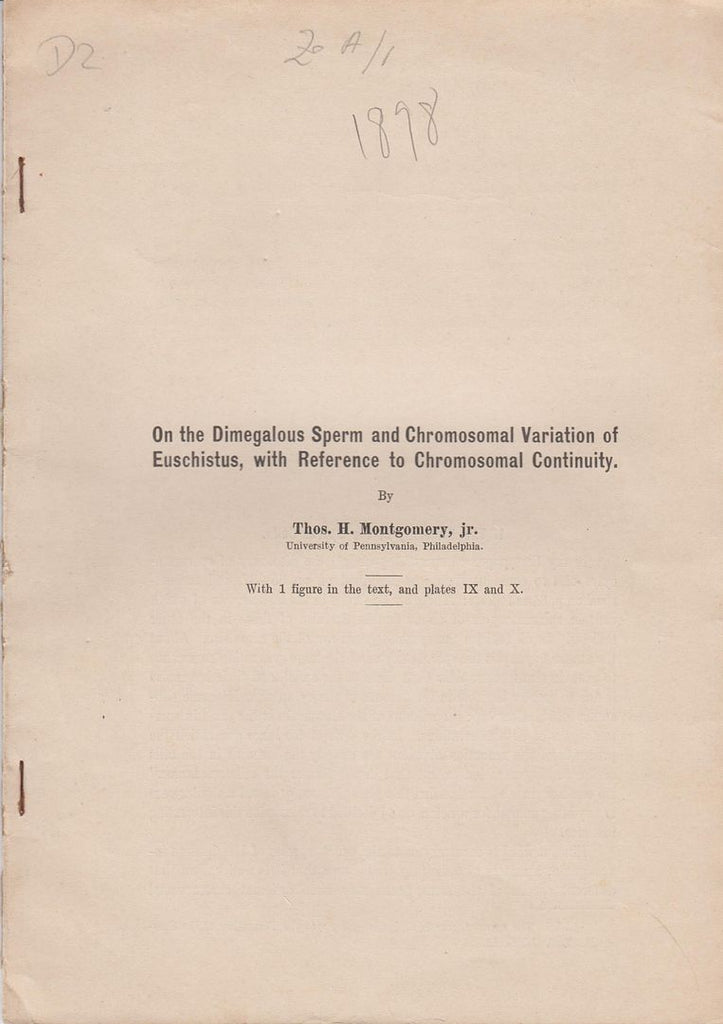 D2
Zo A/1
1898
On the Dimegalous Sperm and Chromosomal Variation of
Euschistus, with Reference to Chromosomal Continuity.
By
Thos. H. Montgomery, jr.
University of Pennsylvania, Philadelphia.
With 1 figure in the text, and plates IX and X.